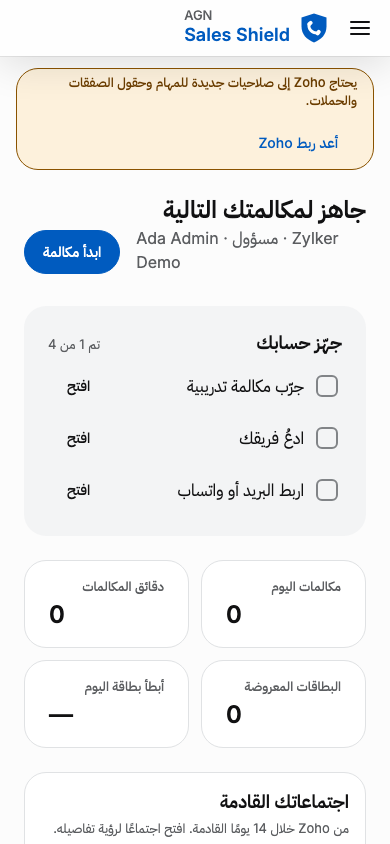 AGN
Sales Shield
يحتاج Zoho إلى صلاحيات جديدة للمهام وحقول الصفقات
والحملات.
أعد ربط Zoho
جاهز لمكالمتك التالية
Ada Admin · مسؤول · Zylker
Demo
ابدأ مكالمة
جهّز حسابك
تم 1 من 4
جرّب مكالمة تدريبية
افتح
ادعُ فريقك
افتح
اربط البريد أو واتساب
افتح
مكالمات اليوم
0
دقائق المكالمات
0
البطاقات المعروضة
0
أبطأ بطاقة اليوم
—
اجتماعاتك القادمة
من Zoho خلال 14 يومًا القادمة. افتح اجتماعًا لرؤية تفاصيله.